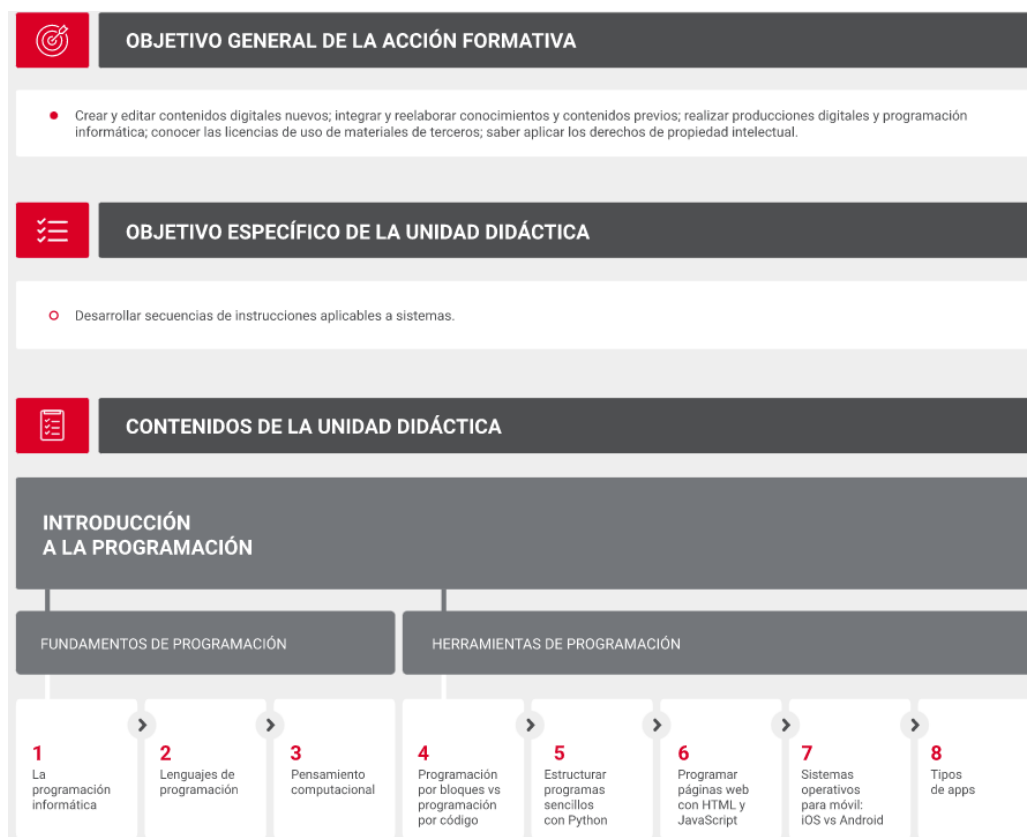 OBJETIVO GENERAL DE LA ACCIÓN FORMATIVA
Crear y editar contenidos digitales nuevos; integrar y reelaborar conocimientos y contenidos previos; realizar producciones digitales y programación
informática; conocer las licencias de uso de materiales de terceros; saber aplicar los derechos de propiedad intelectual.
OBJETIVO ESPECÍFICO DE LA UNIDAD DIDÁCTICA
Desarrollar secuencias de instrucciones aplicables a sistemas.
CONTENIDOS DE LA UNIDAD DIDÁCTICA
INTRODUCCIÓN
A LA PROGRAMACIÓN
FUNDAMENTOS DE PROGRAMACIÓN
HERRAMIENTAS DE PROGRAMACIÓN
1
La
programación
informática
2
Lenguajes de
programación
3
Pensamiento
computacional
4
Programación
por bloques vs
programación
por código
5
Estructurar
programas
sencillos
con Python
6
Programar
páginas web
con HTML y
JavaScript
7
Sistemas
operativos
para móvil:
iOS vs Android
8
Tipos
de apps